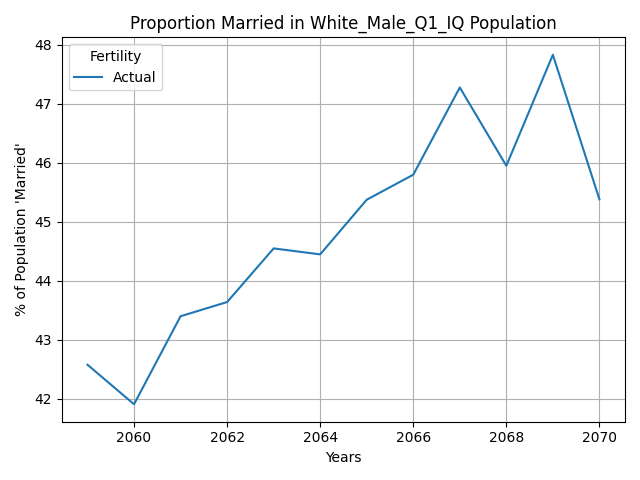 Proportion Married in White_Male_Q1_IQ Population
Fertility
Actual
% of Population 'Married'
48
47
46
45
44
43
42
2060
2062
2064
2066
2068
2070
Years